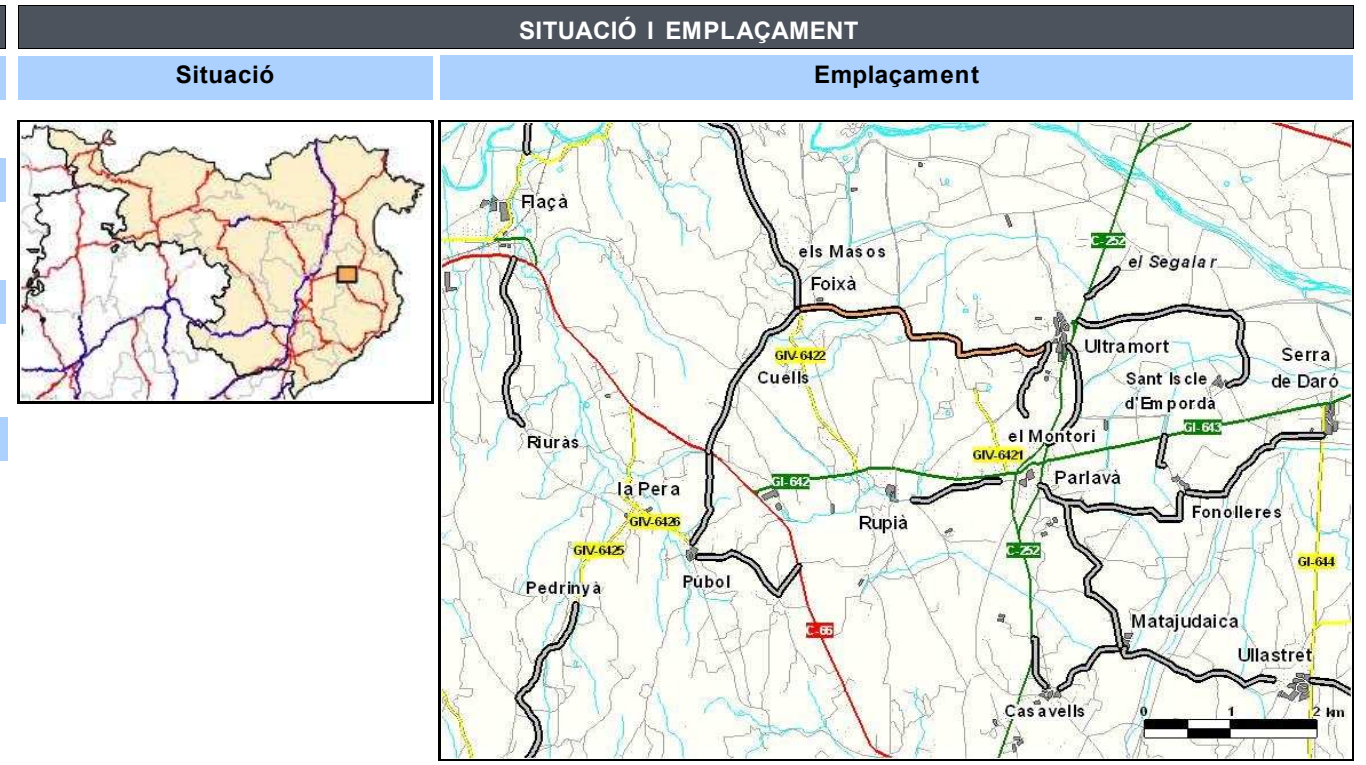 SITUACIÓ I EMPLAÇAMENT
Situació
Emplaçament
Flaçà
C-252
els Masos
el Segalar
Foixà
Ultramort
GIV-6422
Cuells
Serra
de Daró
Sant Iscle
d'Empordà
GI-643
el Montori
Riuràs
GIV-6421
Parlavà
la Pera
GI-642
Rupià
Fonolleres
GIV-6426
GIV-6425
C-252
GI-644
Púbol
Pedrinyà
C-66
Matajudaica
Ullastret
Casavells
0 1 2 km